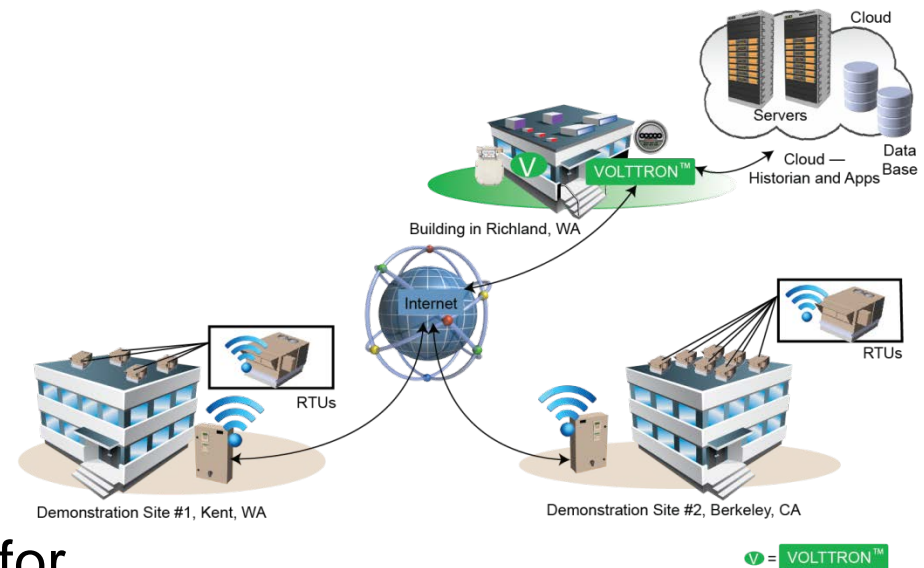 Cloud
Servers
Data
Base
Cloud —
Historian and Apps
V
VOLTTRON™
Building in Richland, WA
Internet
RTUs
RTUs
Demonstration Site #1, Kent, WA
Demonstration Site #2, Berkeley, CA
for
V = VOLTTRON™